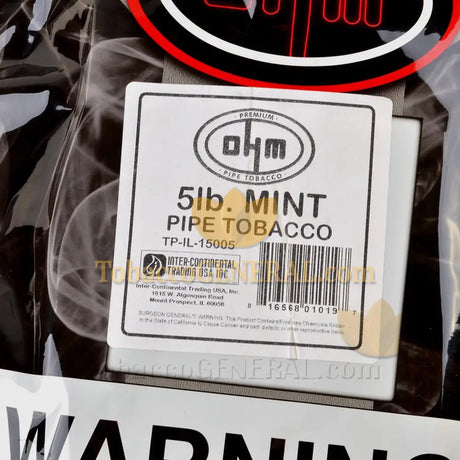 ohm
PREMIUM
ohm
PIPE TOBACCO
5lb. MINT
PIPE TOBACCO
TP-IL-15005
INTER-CONTINENTAL
TRADING USA, INC
Inter-Continental Trading USA, Inc.
1615 W. Algonquin Road
Mount Prospect, IL 60056
8 16568 01019 7
TobaccoGENERAL.com
SURGEON GENERAL'S WARNING: This Product Contains/Produces Chemicals Known
to the State of California to Cause Cancer and birth defects or other reproductive harm.
TobaccoGENERAL.com
WARNING